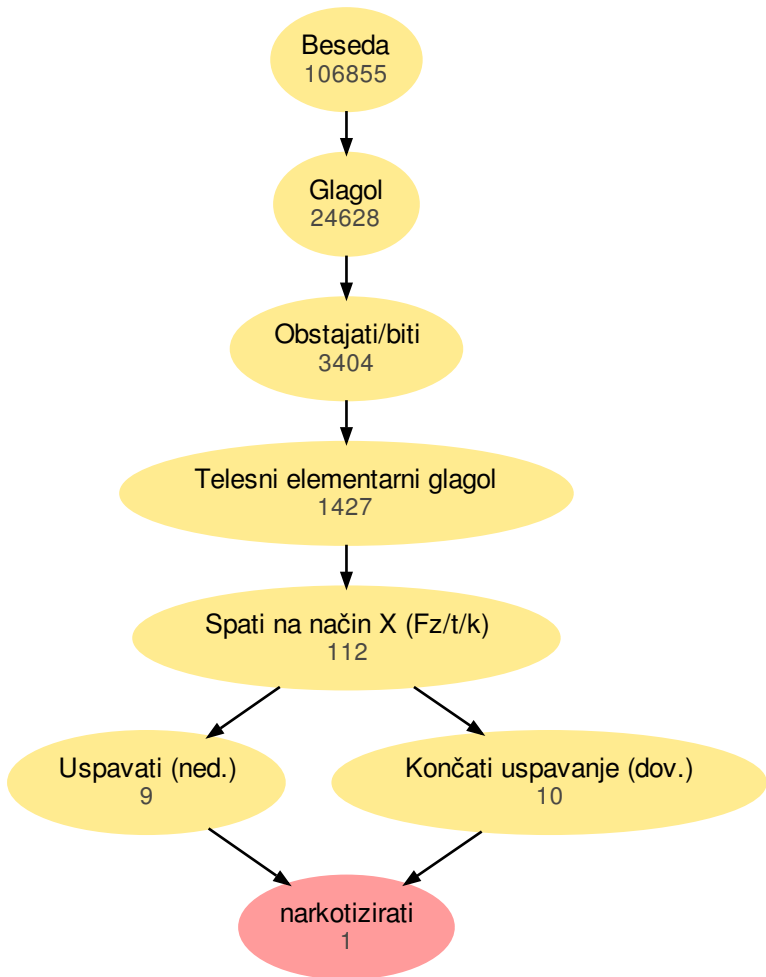 Beseda
106855
Glagol
24628
Obstajati/biti
3404
Telesni elementarni glagol
1427
Spati na način X (Fz/t/k)
112
Uspavati (ned.)
9
Končati uspavanje (dov.)
10
narkotizirati
1